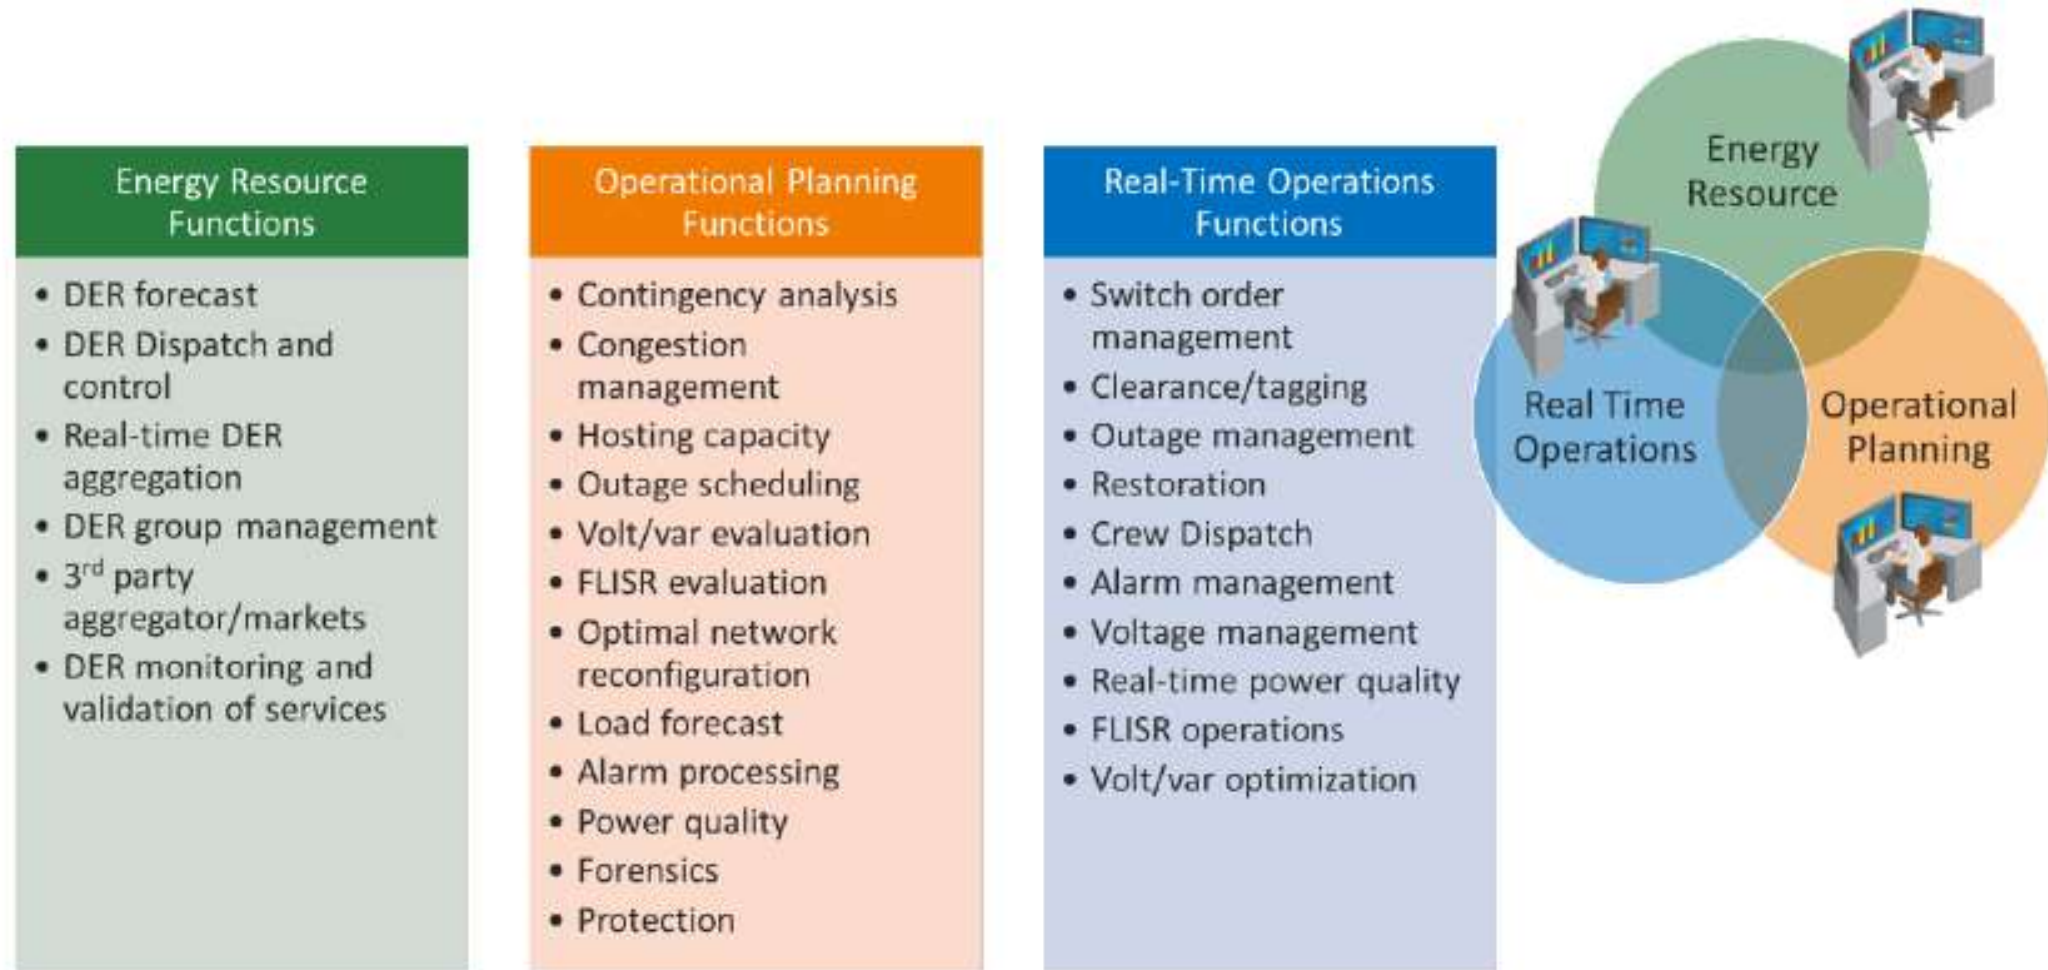 Energy Resource
Functions
• DER forecast
• DER Dispatch and
control
• Real-time DER
aggregation
• DER group management
• 3rd party
aggregator/markets
• DER monitoring and
validation of services
Operational Planning
Functions
• Contingency analysis
• Congestion
management
• Hosting capacity
• Outage scheduling
• Volt/var evaluation
• FLISR evaluation
• Optimal network
reconfiguration
• Load forecast
• Alarm processing
• Power quality
• Forensics
• Protection
Real-Time Operations
Functions
• Switch order
management
• Clearance/tagging
• Outage management
• Restoration
• Crew Dispatch
• Alarm management
• Voltage management
• Real-time power quality
• FLISR operations
• Volt/var optimization
Energy
Resource
Real Time
Operations
Operational
Planning